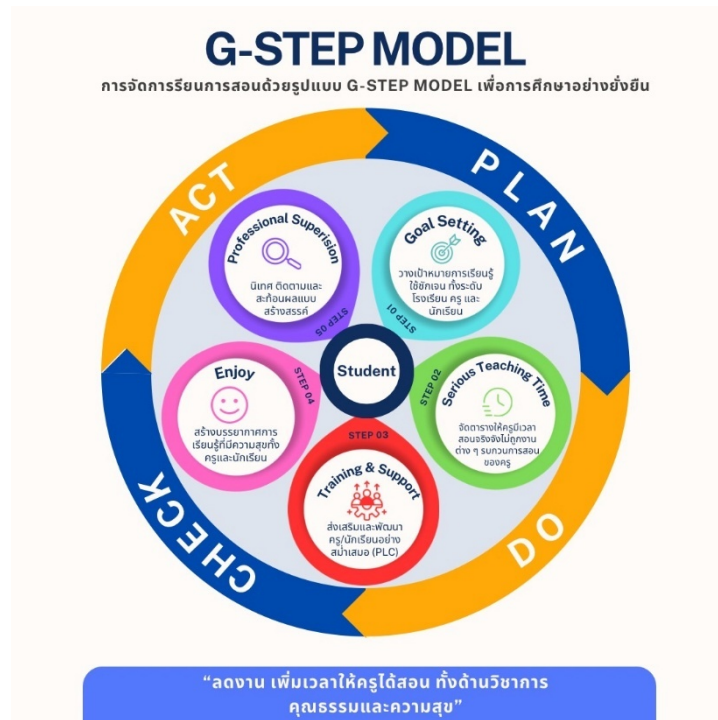 G-STEP MODEL
การจัดการเรียนการสอนด้วยรูปแบบ G-STEP MODEL เพื่อการศึกษาอย่างยั่งยืน
PLAN
DO
CHECK
ACT
Student
Goal Setting
วางเป้าหมายการเรียนรู้
ใช้ชัดเจน ทั้งระดับ
โรงเรียน ครู และ
นักเรียน
STEP 01
Serious Teaching Time
จัดตารางให้ครูมีเวลา
สอนจริงจังไม่ถูกงาน
ต่าง ๆ รบกวนการสอน
ของครู
STEP 02
STEP 03
Training & Support
ส่งเสริมและพัฒนา
ครู/นักเรียนอย่าง
สม่ำเสมอ (PLC)
STEP 04
Enjoy
สร้างบรรยากาศการ
เรียนรู้ที่มีความสุขทั้ง
ครูและนักเรียน
Professional Superision
นิเทศ ติดตามและ
สะท้อนผลแบบ
สร้างสรรค์
STEP 05
“ลดงาน เพิ่มเวลาให้ครูได้สอน ทั้งด้านวิชาการ
คุณธรรมและความสุข”